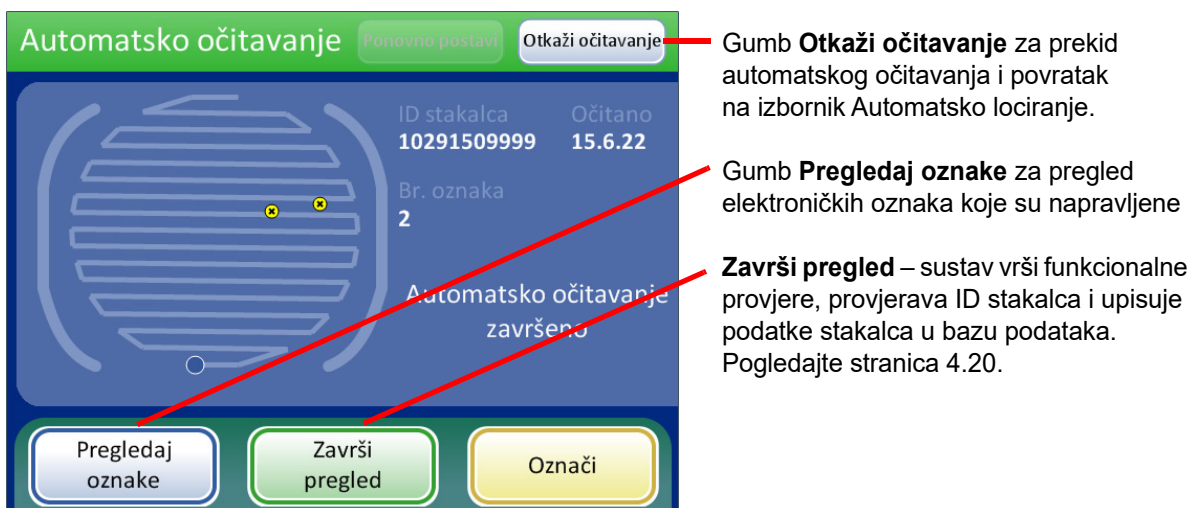 Automatsko očitavanje
Ponovno postavi
Otkaži očitavanje
ID stakalca
Očitano
10291509999
15.6.22
Br. oznaka
2
Automatsko očitavanje
završeno
Pregledaj
oznake
Završi
pregled
Označi
Gumb Otkaži očitavanje za prekid
automatskog očitavanja i povratak
na izbornik Automatsko lociranje.
Gumb Pregledaj oznake za pregled
elektroničkih oznaka koje su napravljene
Završi pregled – sustav vrši funkcionalne
provjere, provjerava ID stakalca i upisuje
podatke stakalca u bazu podataka.
Pogledajte stranica 4.20.